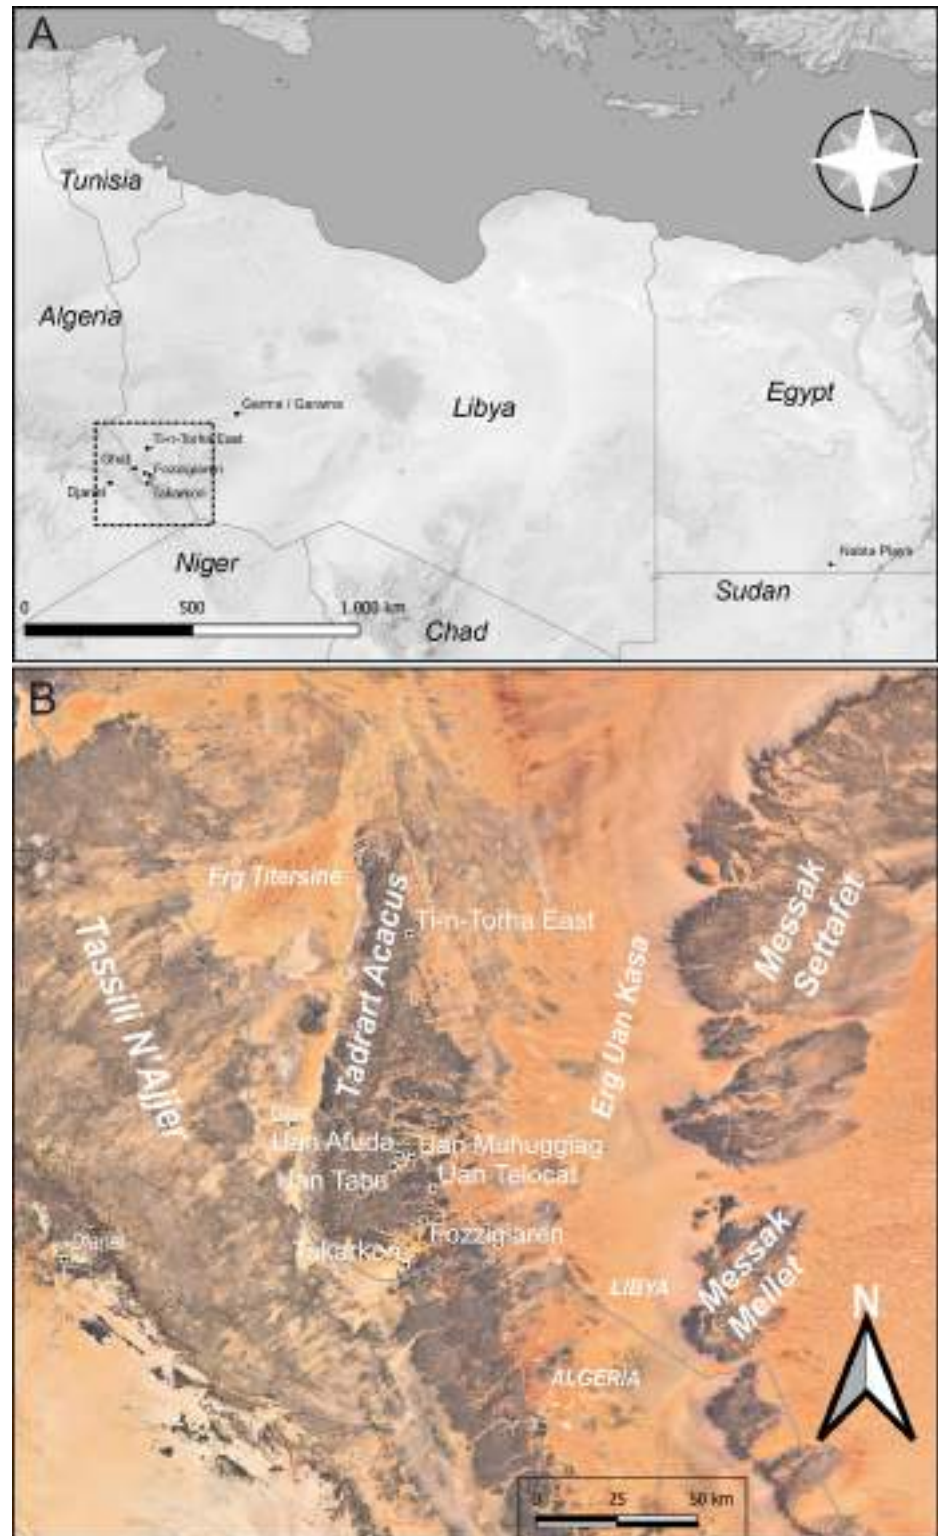 A
Tunisia
Algeria
Libya
Egypt
Garma / Garama
Ti-n-Torha East
Ghat
Fozzigiaren
Djanet
Takarkori
Niger
Nabta Playa
Sudan
Chad
0 500 1.000 km
B
Erg Titersine
Tadrart Acacus
Ti-n-Torha East
Messak
Settafet
Tassili N'Ajjer
Erg Uan Kasa
Uan Afuda
Uan Muhuggiag
Uan Tabu
Uan Telocat
Djanet
Fozzigiaren
Takarkori
LIBYA
Messak
Mellet
N
ALGERIA
0 25 50 km